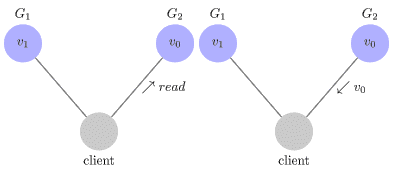 G₁ G₂ G₁ G₂
v₁ v₀ v₁ v₀
↗ read ↙ v₀
client client